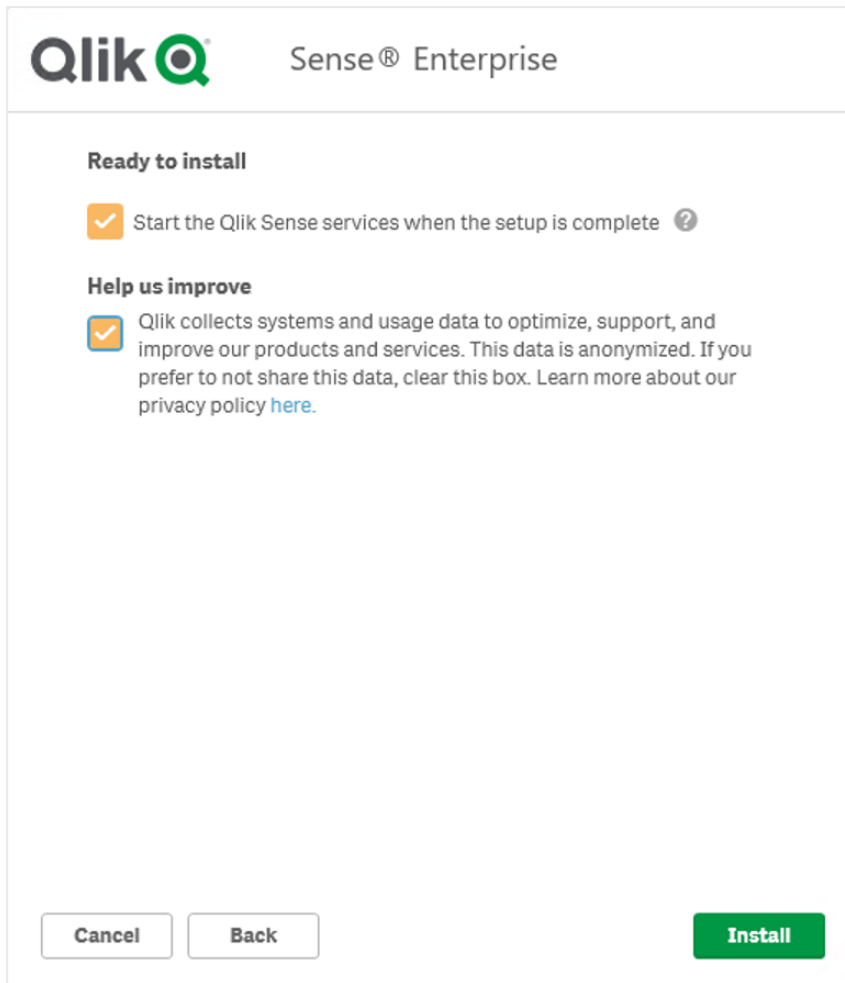 Qlik Q
Sense® Enterprise
Ready to install
Start the Qlik Sense services when the setup is complete ?
Help us improve
Qlik collects systems and usage data to optimize, support, and
improve our products and services. This data is anonymized. If you
prefer to not share this data, clear this box. Learn more about our
privacy policy here.
Cancel
Back
Install